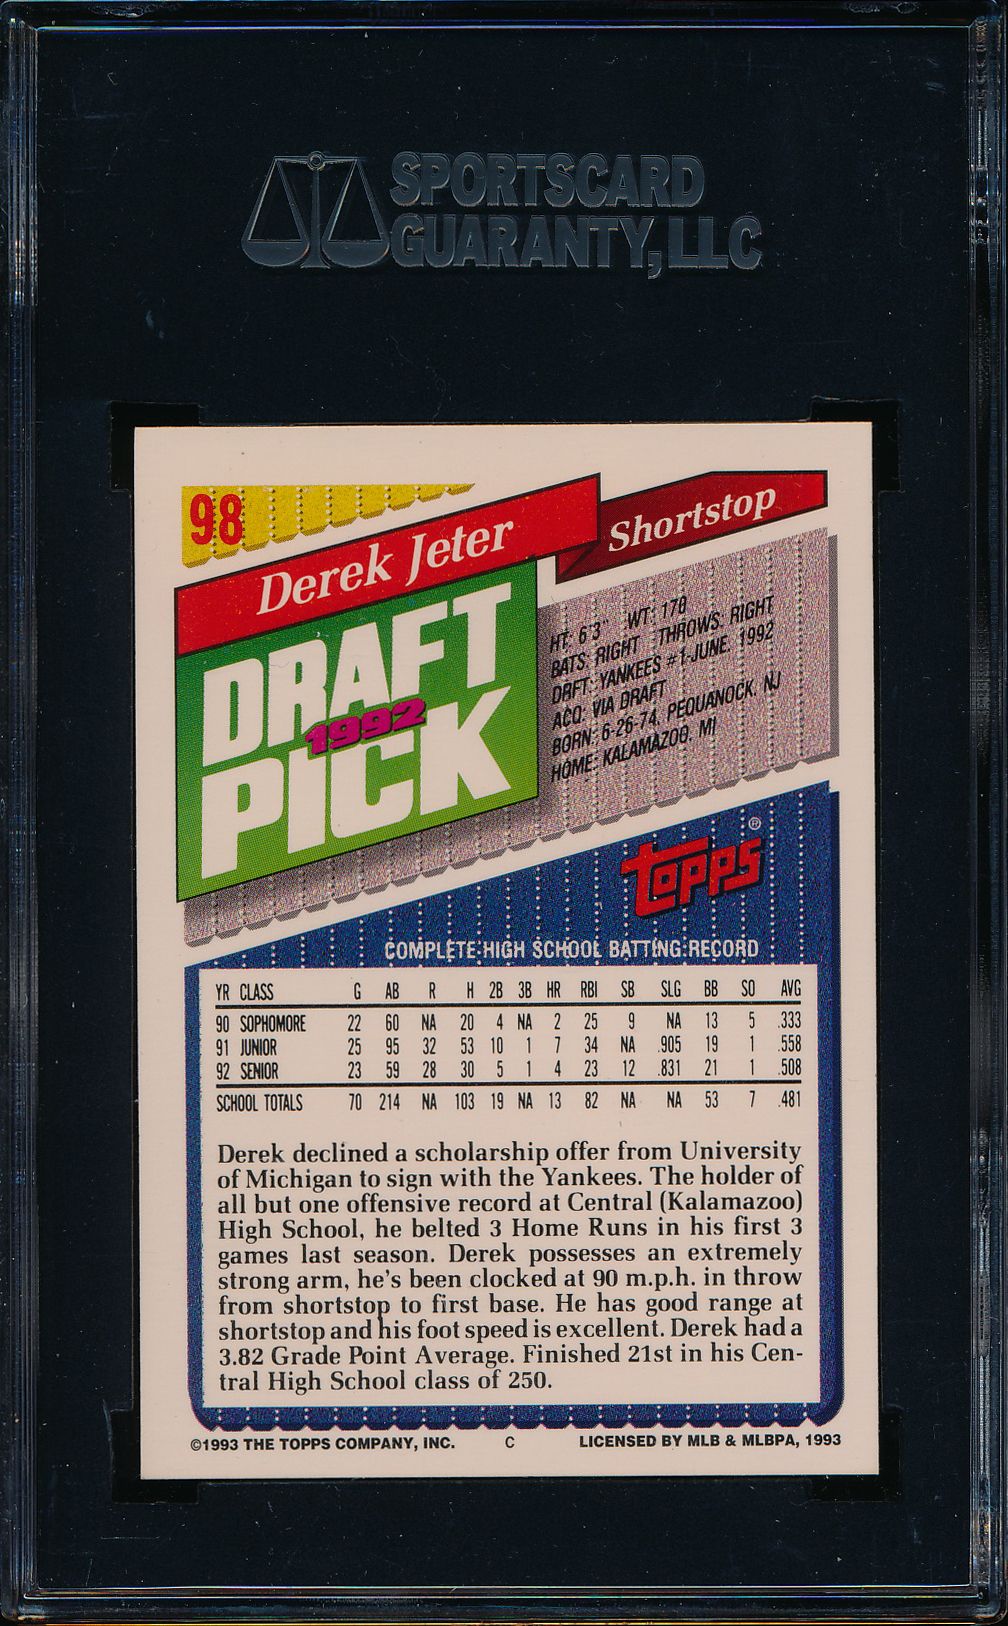 SPORTSCARD
GUARANTY, LLC
98
Derek Jeter
Shortstop
DRAFT
1992
PICK
HT: 6'3" WT: 170
BATS: RIGHT THROWS: RIGHT
DRFT: YANKEES #1-JUNE, 1992
ACQ: VIA DRAFT
BORN: 6-26-74, PEQUANOCK, NJ
HOME: KALAMAZOO, MI
topps®
COMPLETE HIGH SCHOOL BATTING RECORD
YR CLASS G AB R H 2B 3B HR RBI SB SLG BB SO AVG
90 SOPHOMORE 22 60 NA 20 4 NA 2 25 9 NA 13 5 .333
91 JUNIOR 25 95 32 53 10 1 7 34 NA .905 19 1 .558
92 SENIOR 23 59 28 30 5 1 4 23 12 .831 21 1 .508
SCHOOL TOTALS 70 214 NA 103 19 NA 13 82 NA NA 53 7 .481
Derek declined a scholarship offer from University
of Michigan to sign with the Yankees. The holder of
all but one offensive record at Central (Kalamazoo)
High School, he belted 3 Home Runs in his first 3
games last season. Derek possesses an extremely
strong arm, he's been clocked at 90 m.p.h. in throw
from shortstop to first base. He has good range at
shortstop and his foot speed is excellent. Derek had a
3.82 Grade Point Average. Finished 21st in his Cen-
tral High School class of 250.
©1993 THE TOPPS COMPANY, INC. C LICENSED BY MLB & MLBPA, 1993